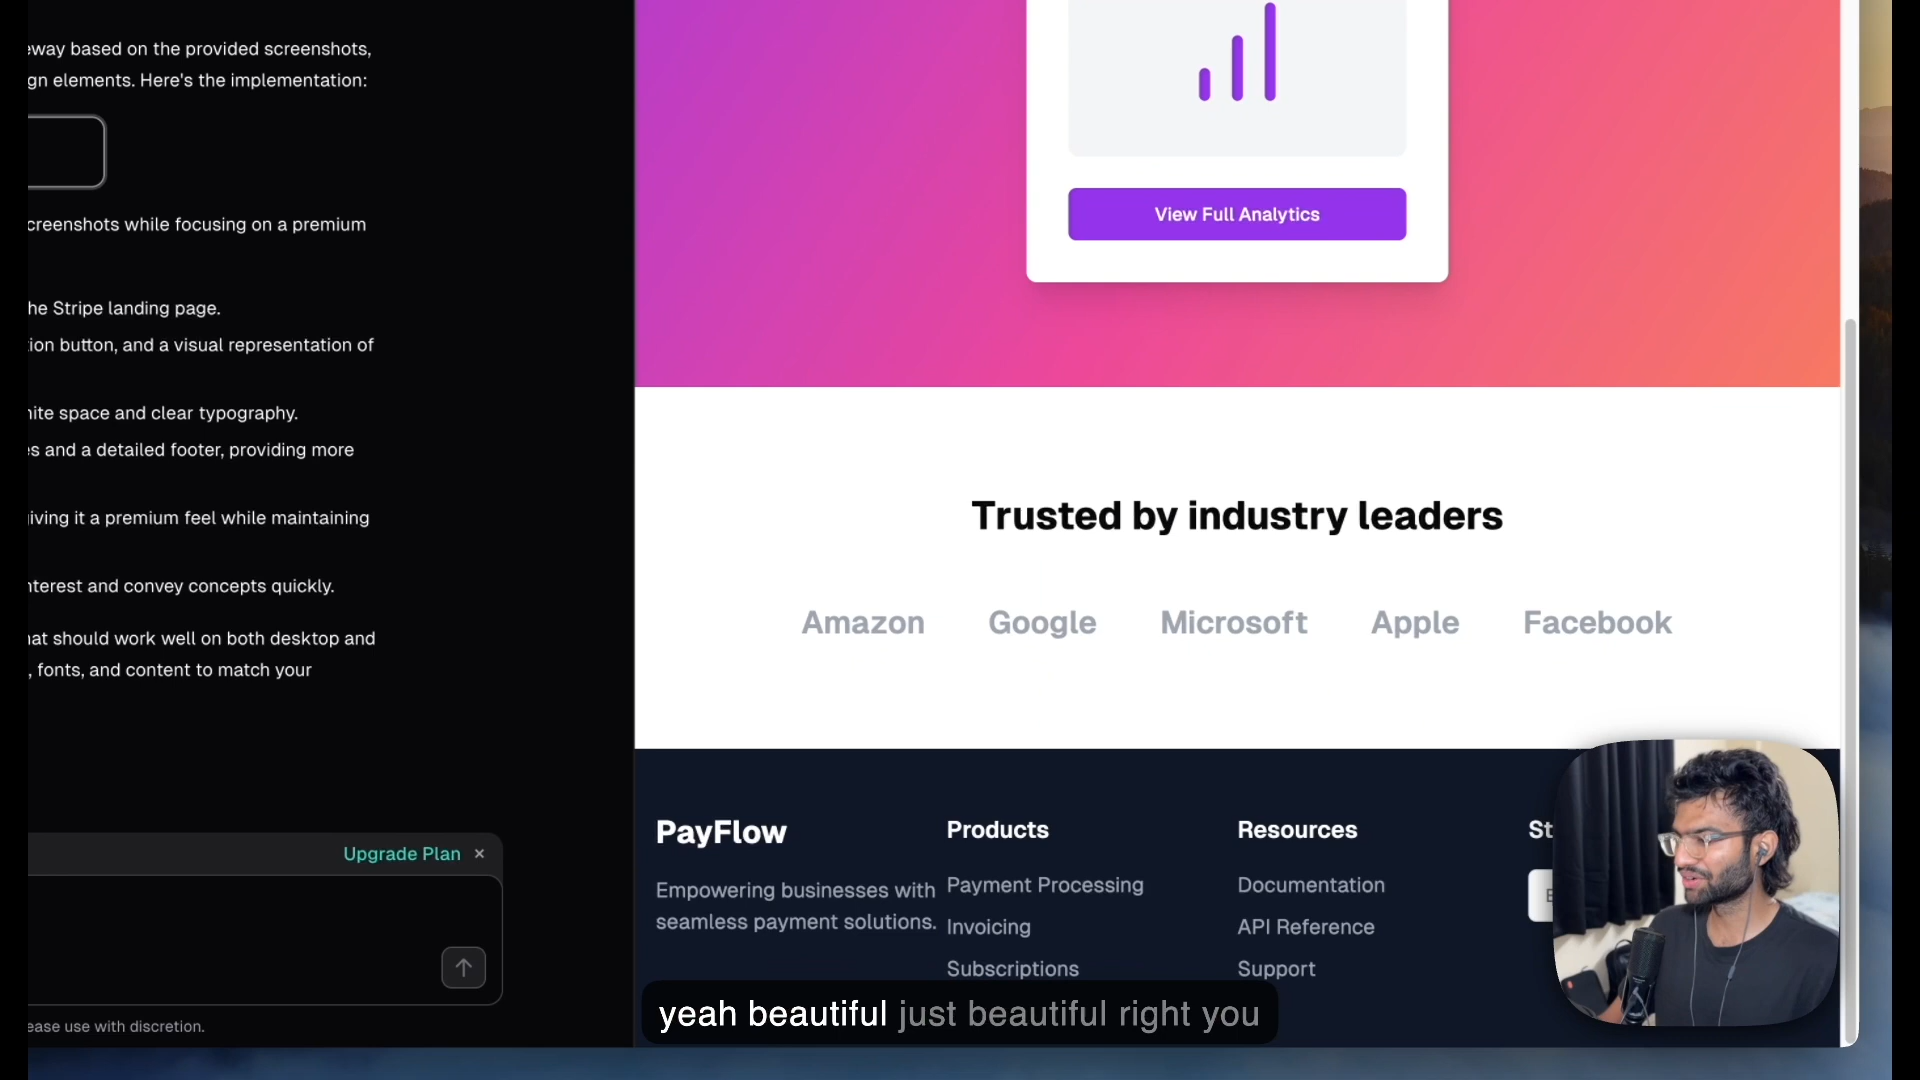 eway based on the provided screenshots,
gn elements. Here's the implementation:
creenshots while focusing on a premium
he Stripe landing page.
ion button, and a visual representation of
ite space and clear typography.
es and a detailed footer, providing more
iving it a premium feel while maintaining
nterest and convey concepts quickly.
hat should work well on both desktop and
, fonts, and content to match your
Upgrade Plan ×
ease use with discretion.
View Full Analytics
Trusted by industry leaders
Amazon Google Microsoft Apple Facebook
PayFlow
Empowering businesses with
seamless payment solutions.
Products
Payment Processing
Invoicing
Subscriptions
Resources
Documentation
API Reference
Support
St
yeah beautiful just beautiful right you